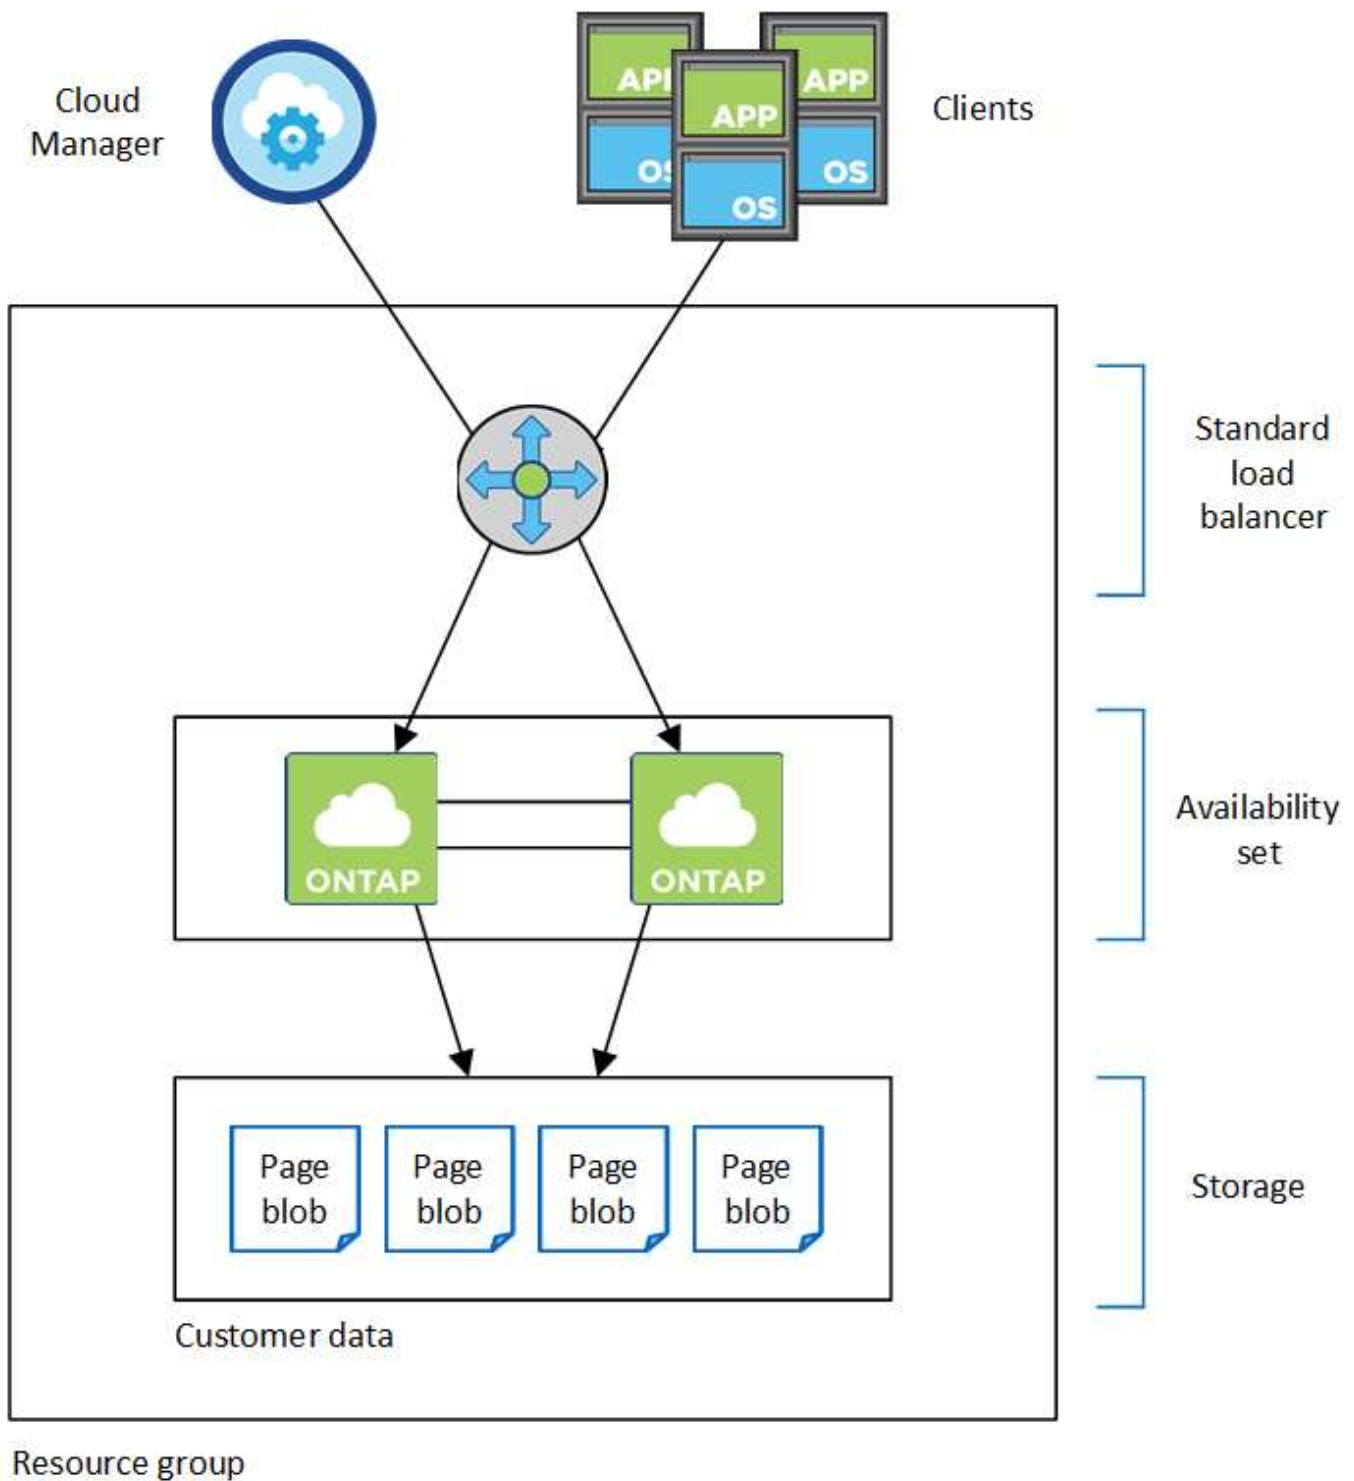 Cloud
Manager
APP
APP
APP
OS
OS
OS
Clients
Standard
load
balancer
ONTAP
ONTAP
Availability
set
Page
blob
Page
blob
Page
blob
Page
blob
Storage
Customer data
Resource group